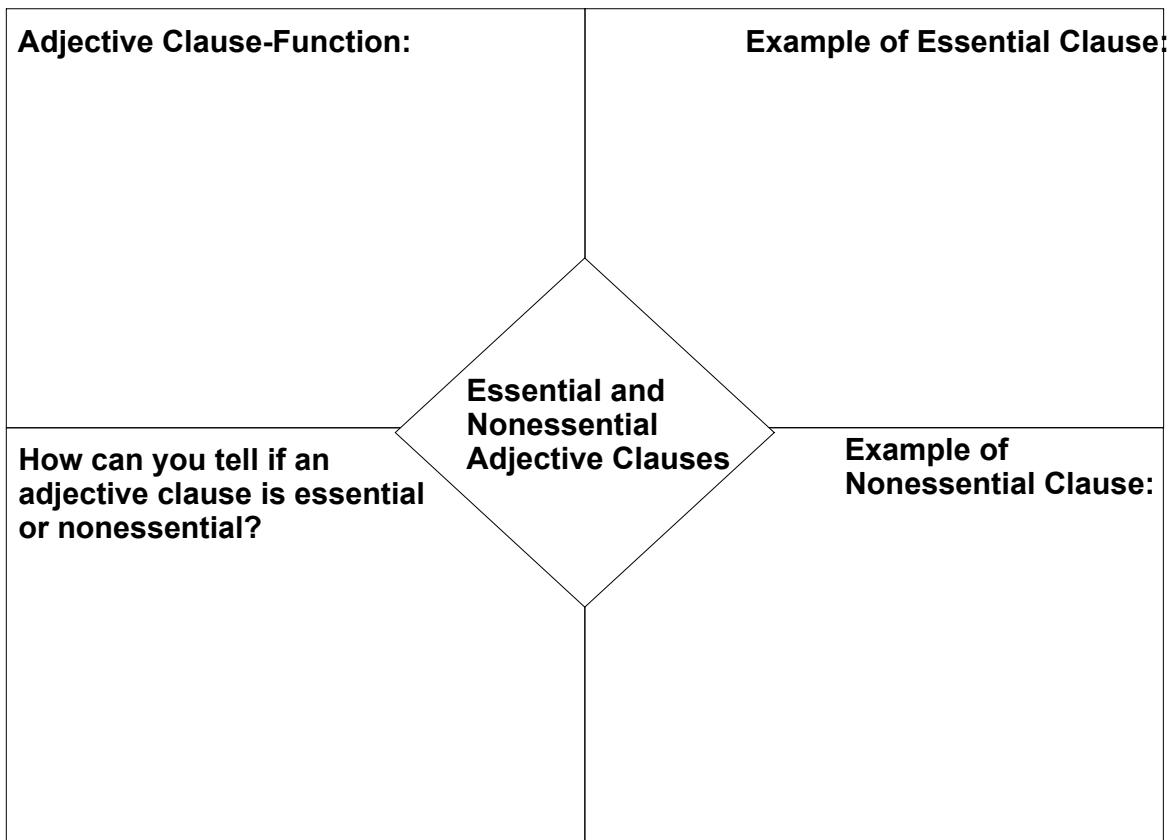 Adjective Clause-Function:
Example of Essential Clause:
Essential and
Nonessential
Adjective Clauses
How can you tell if an
adjective clause is essential
or nonessential?
Example of
Nonessential Clause: